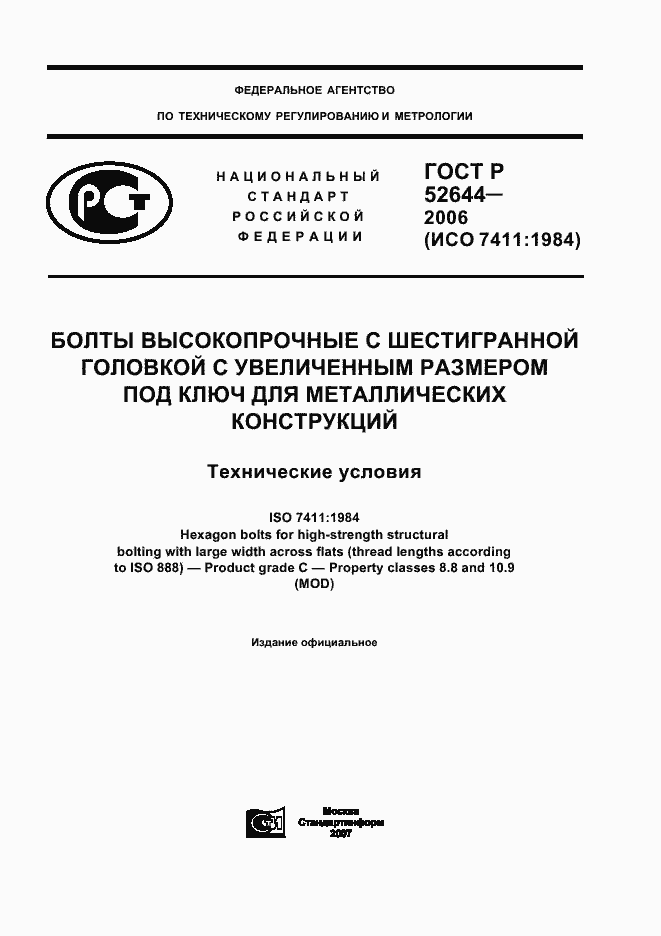 ФЕДЕРАЛЬНОЕ АГЕНТСТВО
ПО ТЕХНИЧЕСКОМУ РЕГУЛИРОВАНИЮ И МЕТРОЛОГИИ
РСТ
НАЦИОНАЛЬНЫЙ
СТАНДАРТ
РОССИЙСКОЙ
ФЕДЕРАЦИИ
ГОСТ Р
52644—
2006
(ИСО 7411:1984)
БОЛТЫ ВЫСОКОПРОЧНЫЕ С ШЕСТИГРАННОЙ
ГОЛОВКОЙ С УВЕЛИЧЕННЫМ РАЗМЕРОМ
ПОД КЛЮЧ ДЛЯ МЕТАЛЛИЧЕСКИХ
КОНСТРУКЦИЙ
Технические условия
ISO 7411:1984
Hexagon bolts for high-strength structural
bolting with large width across flats (thread lengths according
to ISO 888) — Product grade C — Property classes 8.8 and 10.9
(MOD)
Издание официальное
Москва
Стандартинформ
2007